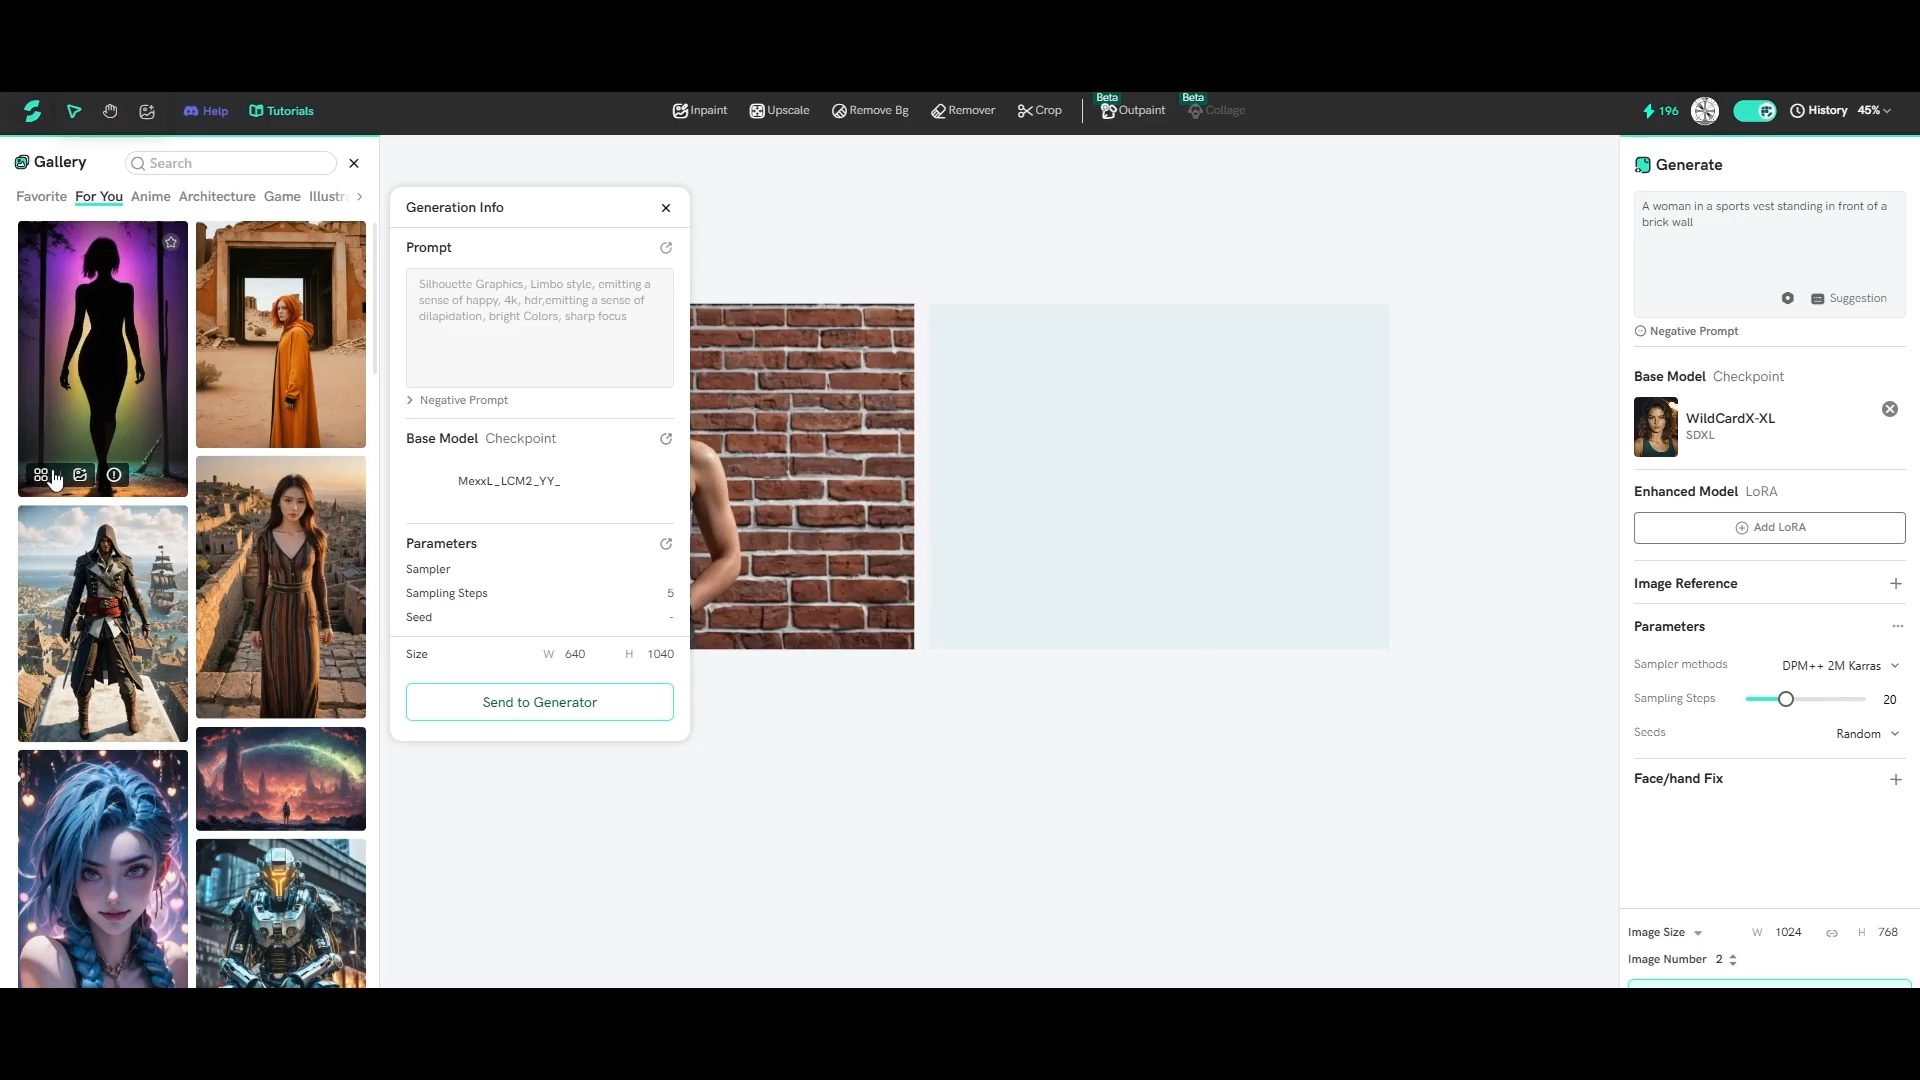 Help
Tutorials
Inpaint
Upscale
Remove Bg
Remover
Crop
Beta
Outpaint
Beta
Collage
196
History
45%
Gallery
Search
Favorite
For You
Anime
Architecture
Game
Illustr
Generation Info
Prompt
Silhouette Graphics, Limbo style, emitting a
sense of happy, 4k, hdr,emitting a sense of
dilapidation, bright Colors, sharp focus
Negative Prompt
Base Model Checkpoint
MexxL_LCM2_YY_
Parameters
Sampler
Sampling Steps 5
Seed -
Size W 640 H 1040
Send to Generator
Generate
A woman in a sports vest standing in front of a
brick wall
Suggestion
Negative Prompt
Base Model Checkpoint
WildCardX-XL
SDXL
Enhanced Model LoRA
Add LoRA
Image Reference
Parameters
Sampler methods DPM++ 2M Karras
Sampling Steps 20
Seeds Random
Face/hand Fix
Image Size W 1024 H 768
Image Number 2